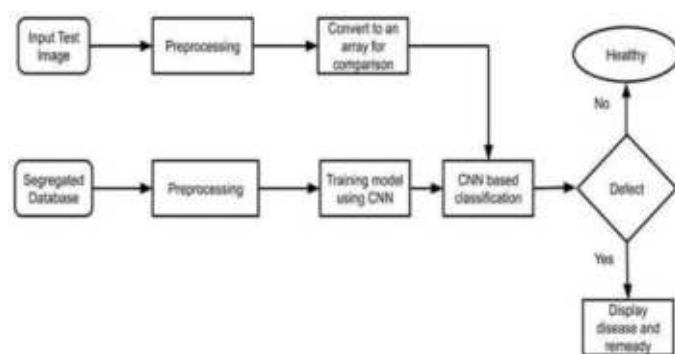 Input Test
Image
Preprocessing
Convert to an
array for
comparison
Healthy
No
Segregated
Database
Preprocessing
Training model
using CNN
CNN based
classification
Defect
Yes
Display
disease and
remeady